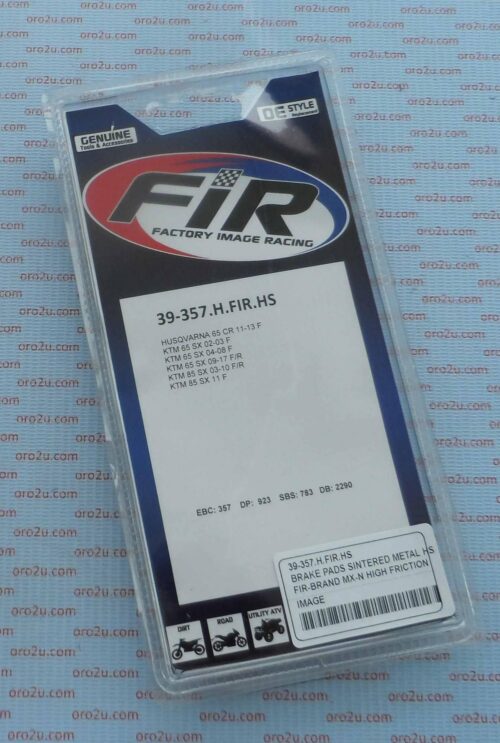 GENUINE
Tools & Accessories
OE STYLE
Replacement
FIR
FACTORY IMAGE RACING
39-357.H.FIR.HS
HUSQVARNA 65 CR 11-13 F
KTM 65 SX 02-03 F
KTM 65 SX 04-08 F
KTM 65 SX 09-17 F/R
KTM 85 SX 03-10 F/R
KTM 85 SX 11 F
EBC: 357 DP: 923 SBS: 783 DB: 2290
39-357.H.FIR.HS
BRAKE PADS SINTERED METAL HS
FIR-BRAND MX-N HIGH FRICTION
IMAGE
DIRT
ROAD
UTILITY ATV
oro2u.com